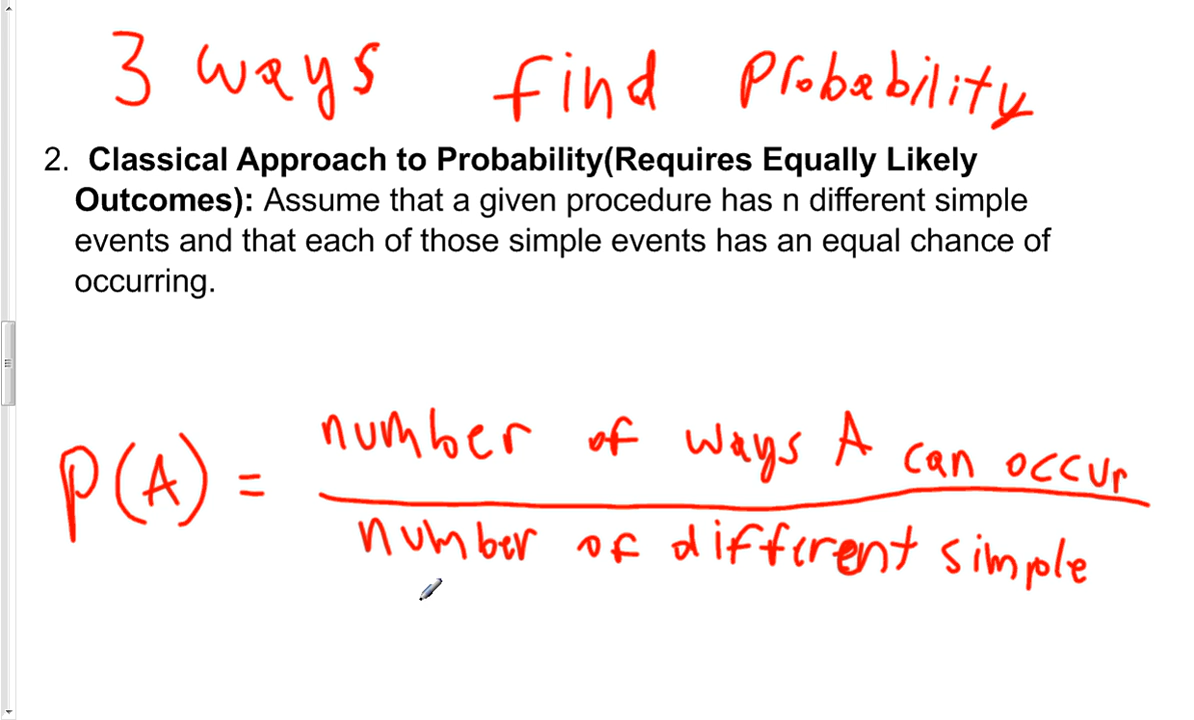 3 ways find Probability
2. Classical Approach to Probability(Requires Equally Likely
Outcomes): Assume that a given procedure has n different simple
events and that each of those simple events has an equal chance of
occurring.
P(A) = number of ways A can occur
number of different simple